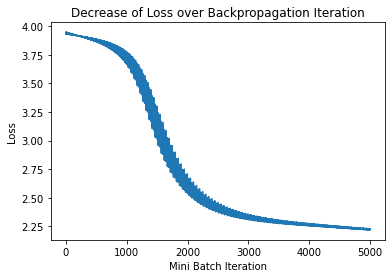 Decrease of Loss over Backpropagation Iteration
4.00
3.75
3.50
3.25
3.00
2.75
2.50
2.25
Loss
0 1000 2000 3000 4000 5000
Mini Batch Iteration